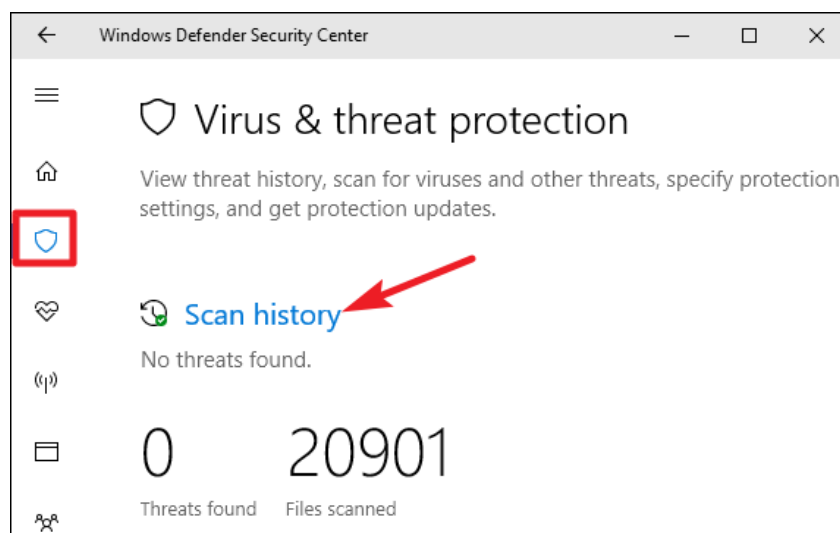 Windows Defender Security Center
Virus & threat protection
View threat history, scan for viruses and other threats, specify protection
settings, and get protection updates.
Scan history
No threats found.
0 20901
Threats found Files scanned